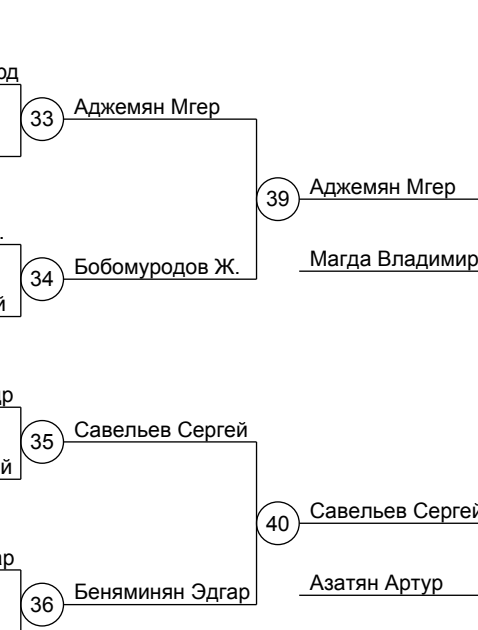 33 Аджемян Мгер
39 Аджемян Мгер
Магда Владимир
34 Бобомуродов Ж.
35 Савельев Сергей
40 Савельев Сергей
Азатян Артур
36 Беняминян Эдгар